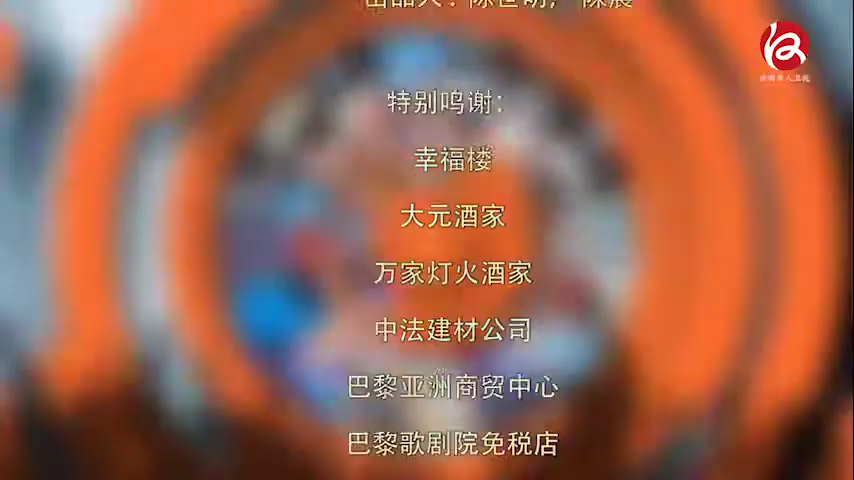 特别鸣谢:
幸福楼
大元酒家
万家灯火酒家
中法建材公司
巴黎亚洲商贸中心
巴黎歌剧院免税店